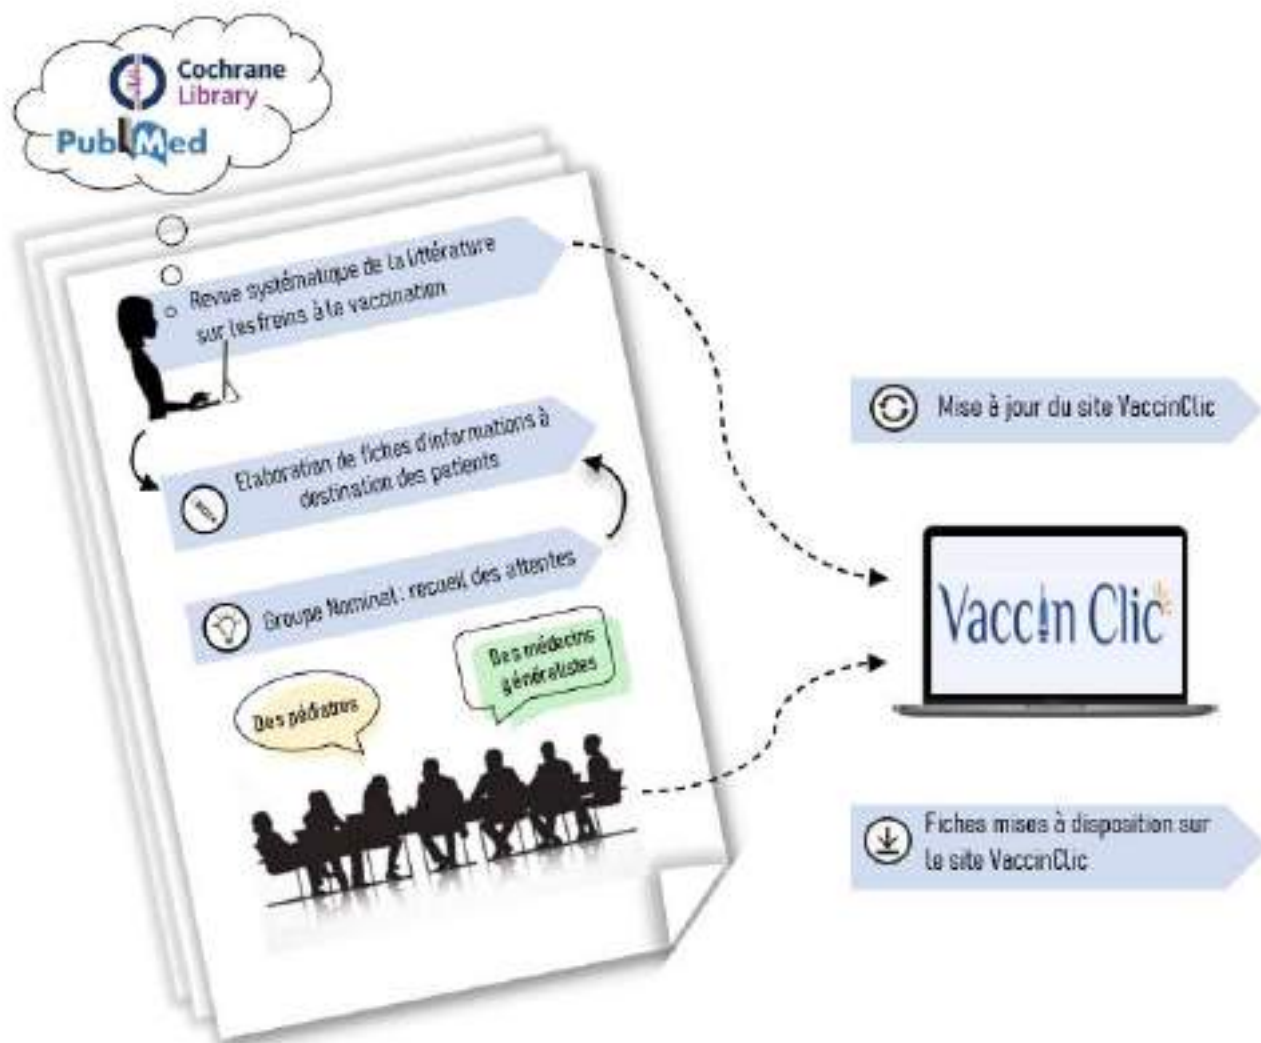 Cochrane
Library
PubMed
Revue systématique de la littérature
sur les freins à la vaccination
Elaboration de fiches d'informations à
destination des patients
Groupe Nominal : recueil des attentes
Des pédiatres
Des médecins
généralistes
Mise à jour du site VaccinClic
Vaccin Clic
Fiches mises à disposition sur
le site VaccinClic